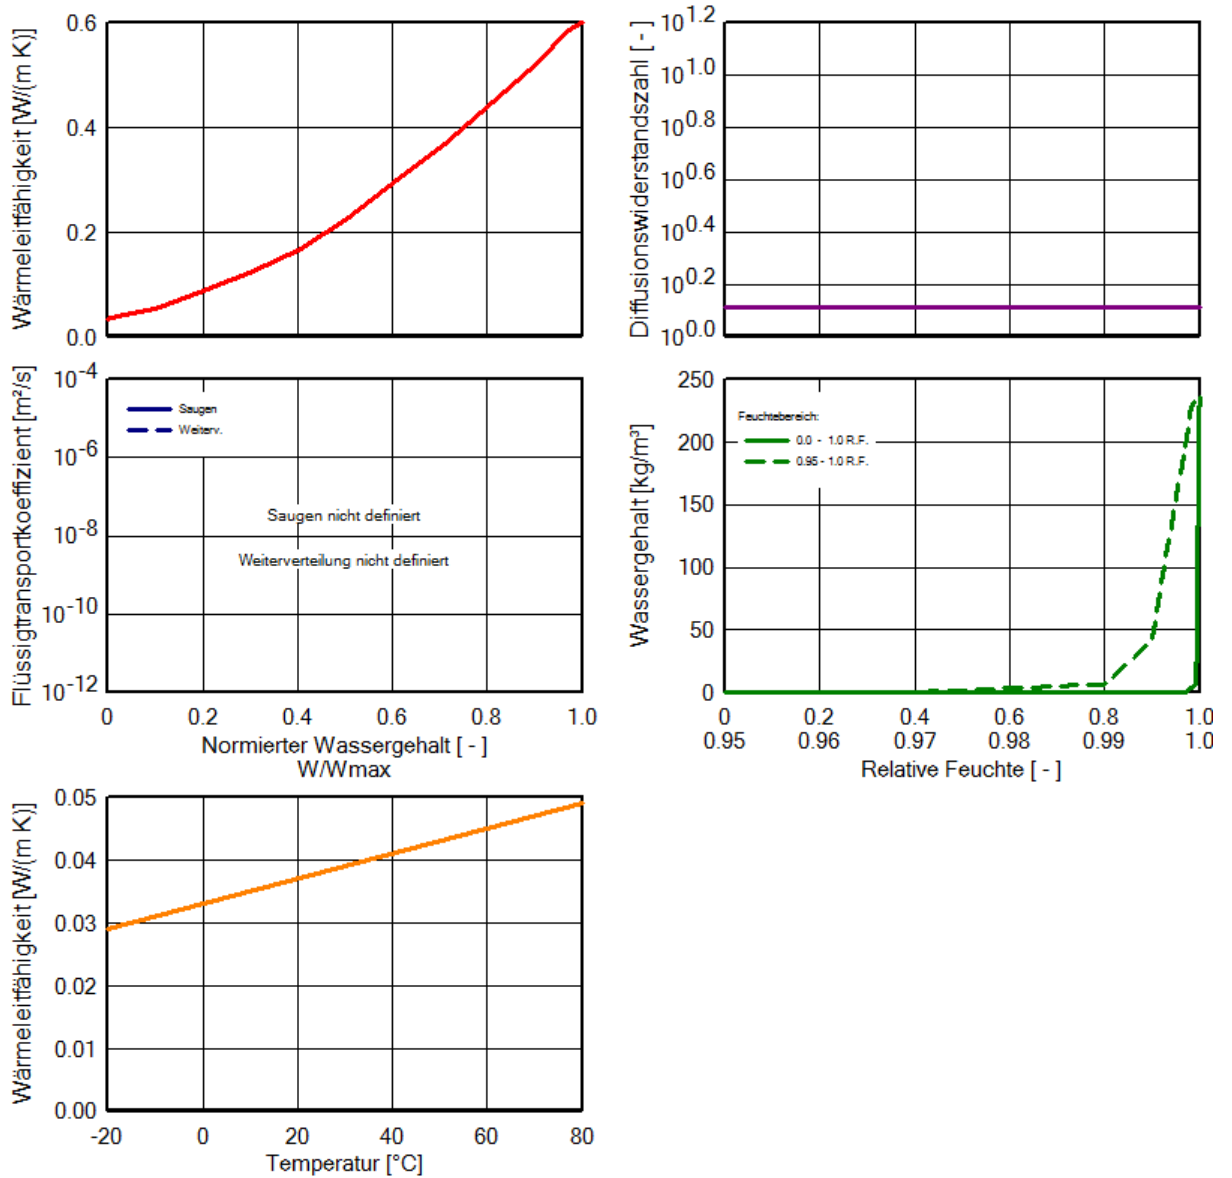 Wärmeleitfähigkeit [W/(m K)]
0.6
0.4
0.2
0.0
Diffusionswiderstandszahl [ - ]
10^1.2
10^1.0
10^0.8
10^0.6
10^0.4
10^0.2
10^0.0
Flüssigtransportkoeffizient [m²/s]
10^-4
10^-6
10^-8
10^-10
10^-12
Saugen
Weiterv.
Saugen nicht definiert
Weiterverteilung nicht definiert
0 0.2 0.4 0.6 0.8 1.0
Normierter Wassergehalt [ - ]
W/Wmax
Wassergehalt [kg/m³]
250
200
150
100
50
0
Feuchtebereich:
0.0 - 1.0 R.F.
0.95 - 1.0 R.F.
0 0.2 0.4 0.6 0.8 1.0
0.95 0.96 0.97 0.98 0.99 1.0
Relative Feuchte [ - ]
Wärmeleitfähigkeit [W/(m K)]
0.05
0.04
0.03
0.02
0.01
0.00
-20 0 20 40 60 80
Temperatur [°C]